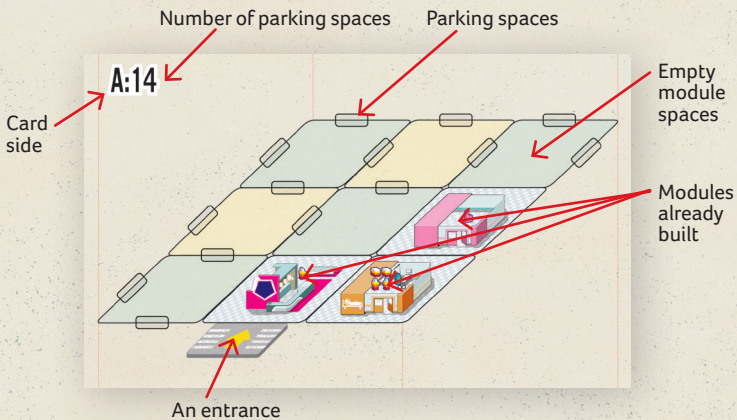 Number of parking spaces
Parking spaces
A:14
Empty
module
spaces
Card
side
Modules
already
built
An entrance